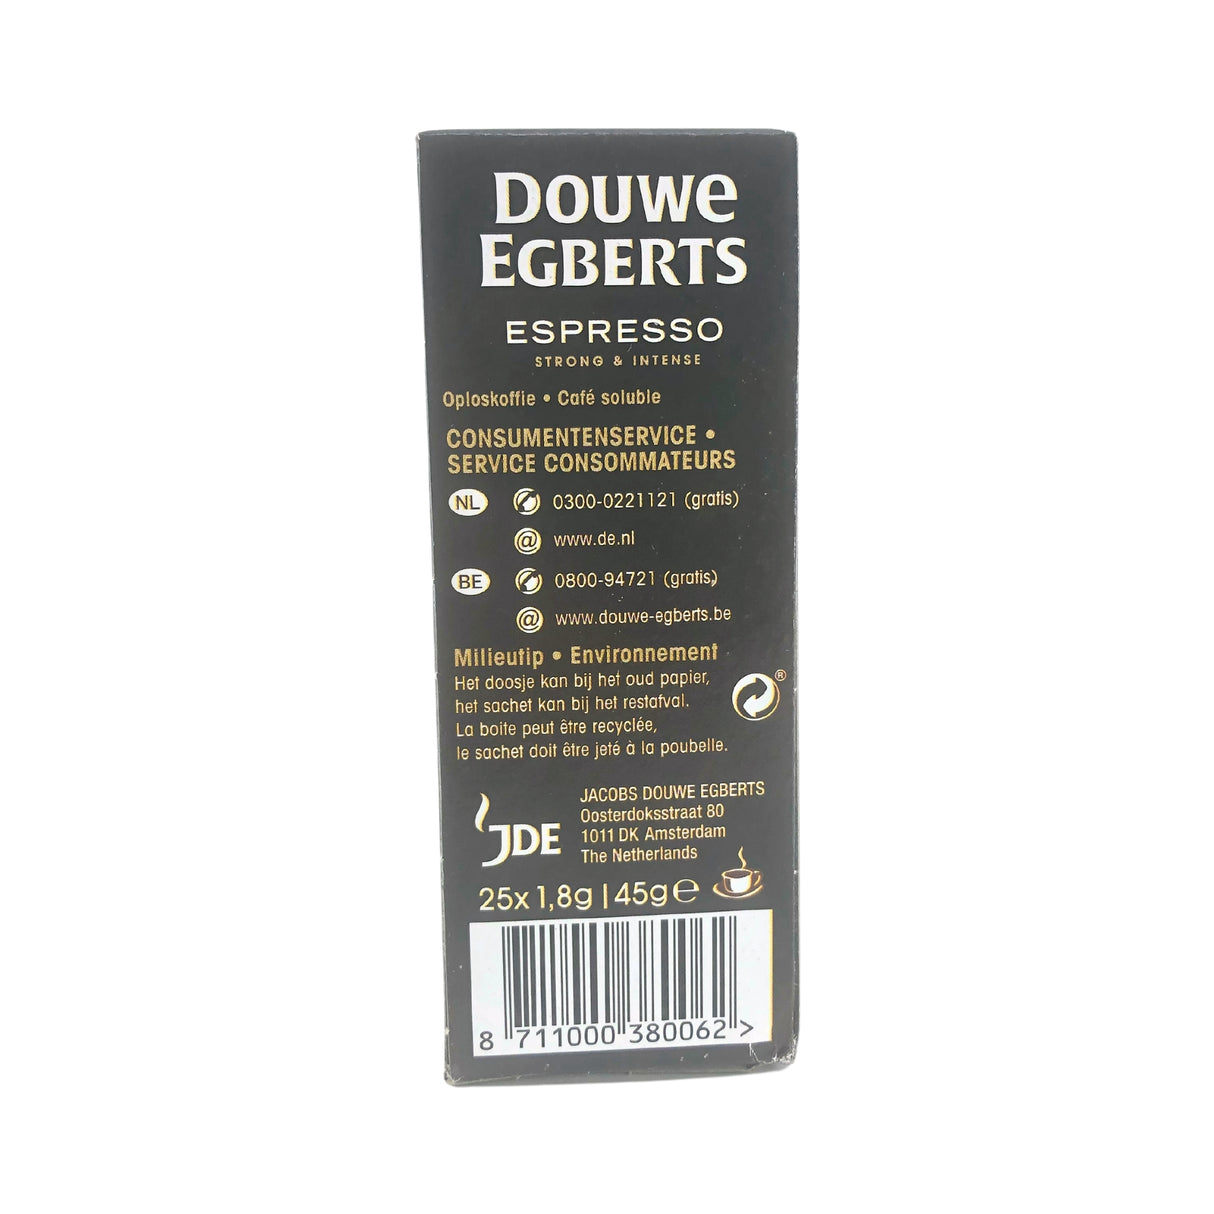 DOUWE
EGBERTS
ESPRESSO
STRONG & INTENSE
Oploskoffie • Café soluble
CONSUMENTENSERVICE •
SERVICE CONSOMMATEURS
NL 0300-0221121 (gratis)
@ www.de.nl
BE 0800-94721 (gratis)
@ www.douwe-egberts.be
Milieutip • Environnement
Het doosje kan bij het oud papier,
het sachet kan bij het restafval.
La boite peut être recyclée,
le sachet doit être jeté à la poubelle.
®
JDE
JACOBS DOUWE EGBERTS
Oosterdoksstraat 80
1011 DK Amsterdam
The Netherlands
25x1,8g | 45g ℮
8 711000 380062 >